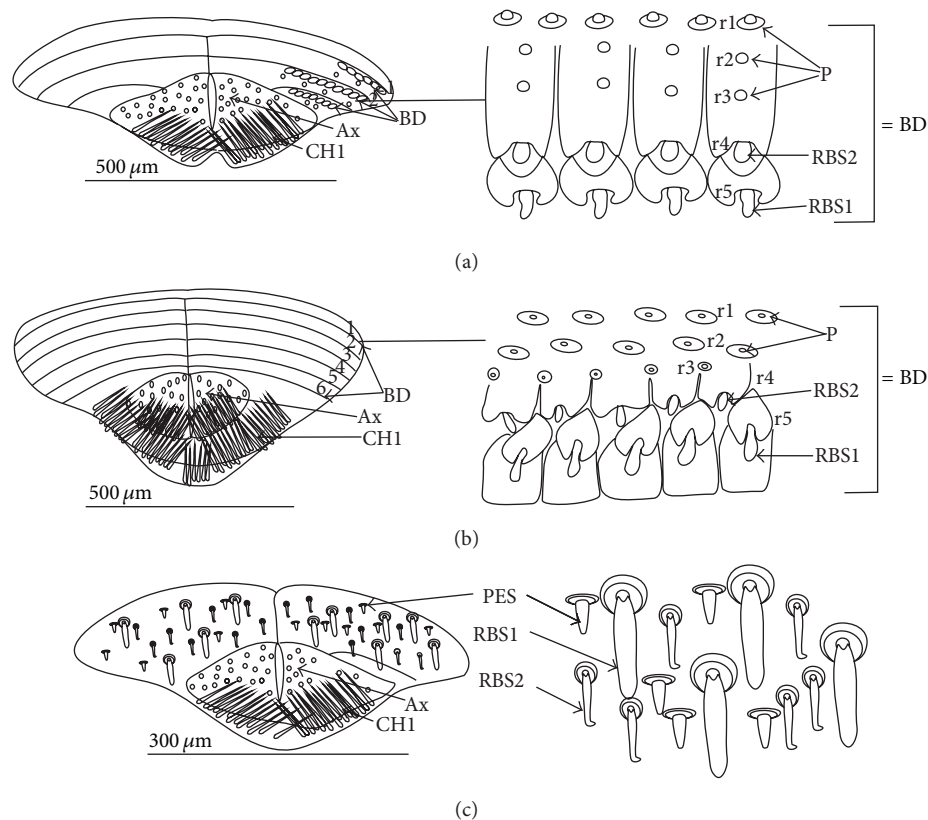 r1
r2
P
r3
BD
= BD
Ax
r4
CH1
RBS2
500 µm
r5
RBS1
(a)
1
r1
2
P
3
r2
4
r3
r4
5
RBS2
6
BD
= BD
Ax
r5
CH1
RBS1
500 µm
(b)
PES
RBS1
RBS2
Ax
CH1
300 µm
(c)